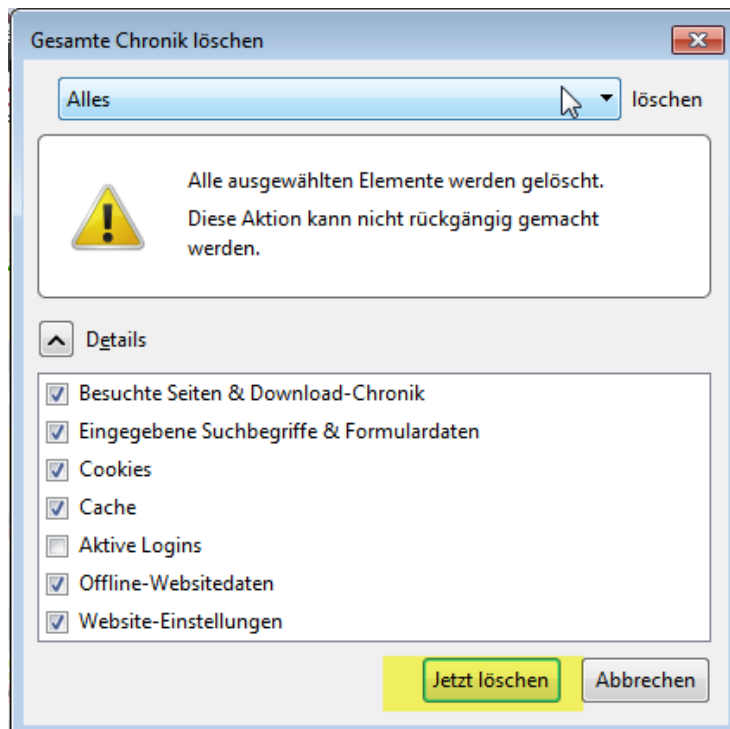 Gesamte Chronik löschen
Alles löschen
Alle ausgewählten Elemente werden gelöscht.
Diese Aktion kann nicht rückgängig gemacht
werden.
Details
Besuchte Seiten & Download-Chronik
Eingegebene Suchbegriffe & Formulardaten
Cookies
Cache
Aktive Logins
Offline-Websitedaten
Website-Einstellungen
Jetzt löschen Abbrechen